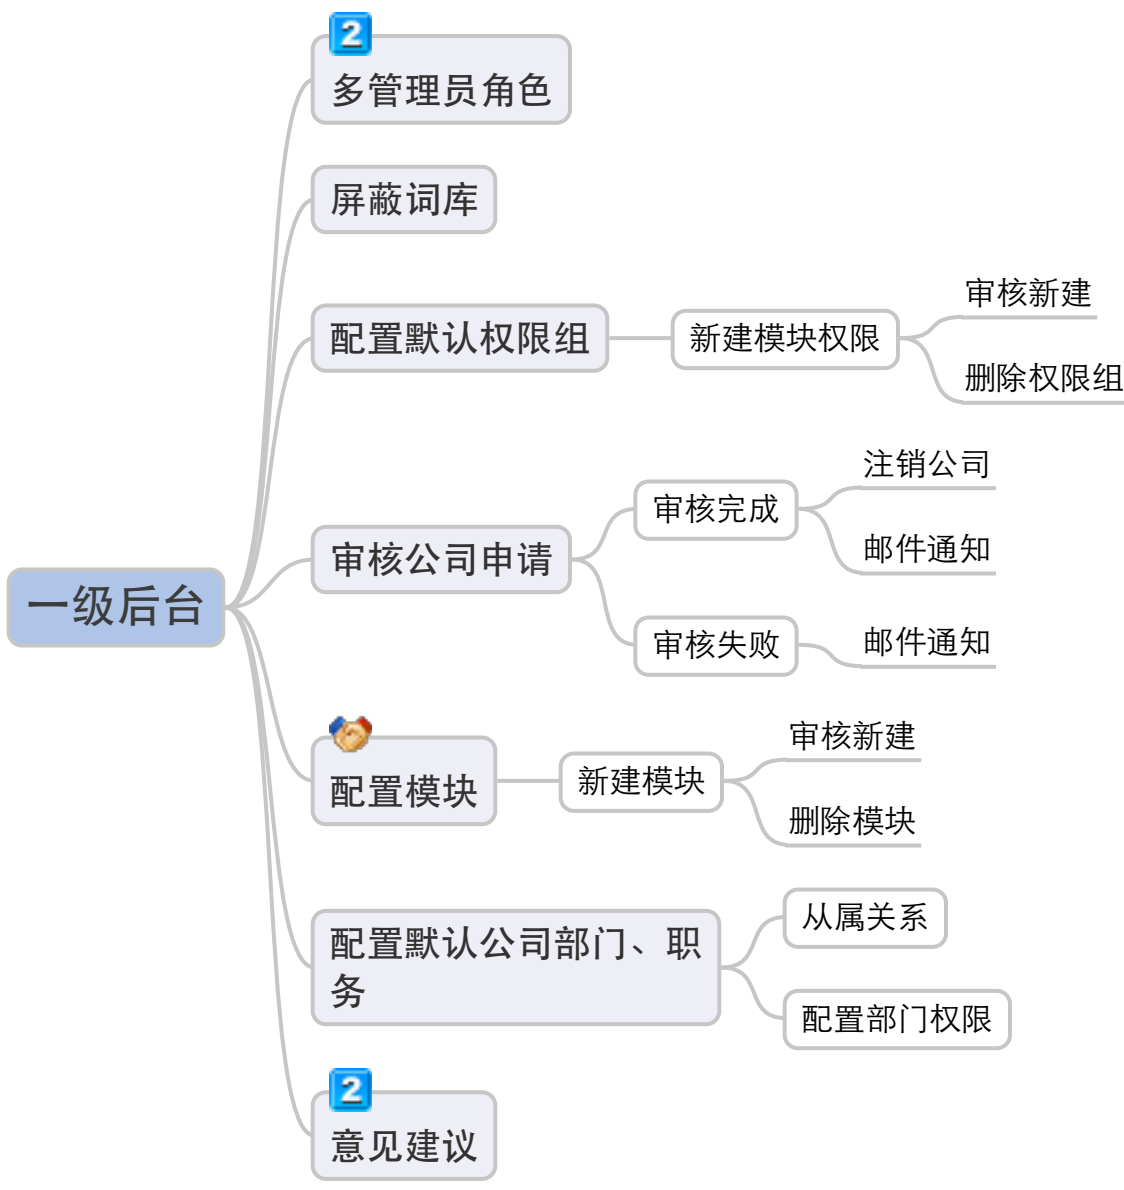 2
多管理员角色
屏蔽词库
配置默认权限组
新建模块权限
审核新建
删除权限组
审核公司申请
审核完成
注销公司
邮件通知
审核失败
邮件通知
一级后台
配置模块
新建模块
审核新建
删除模块
配置默认公司部门、职
务
从属关系
配置部门权限
2
意见建议